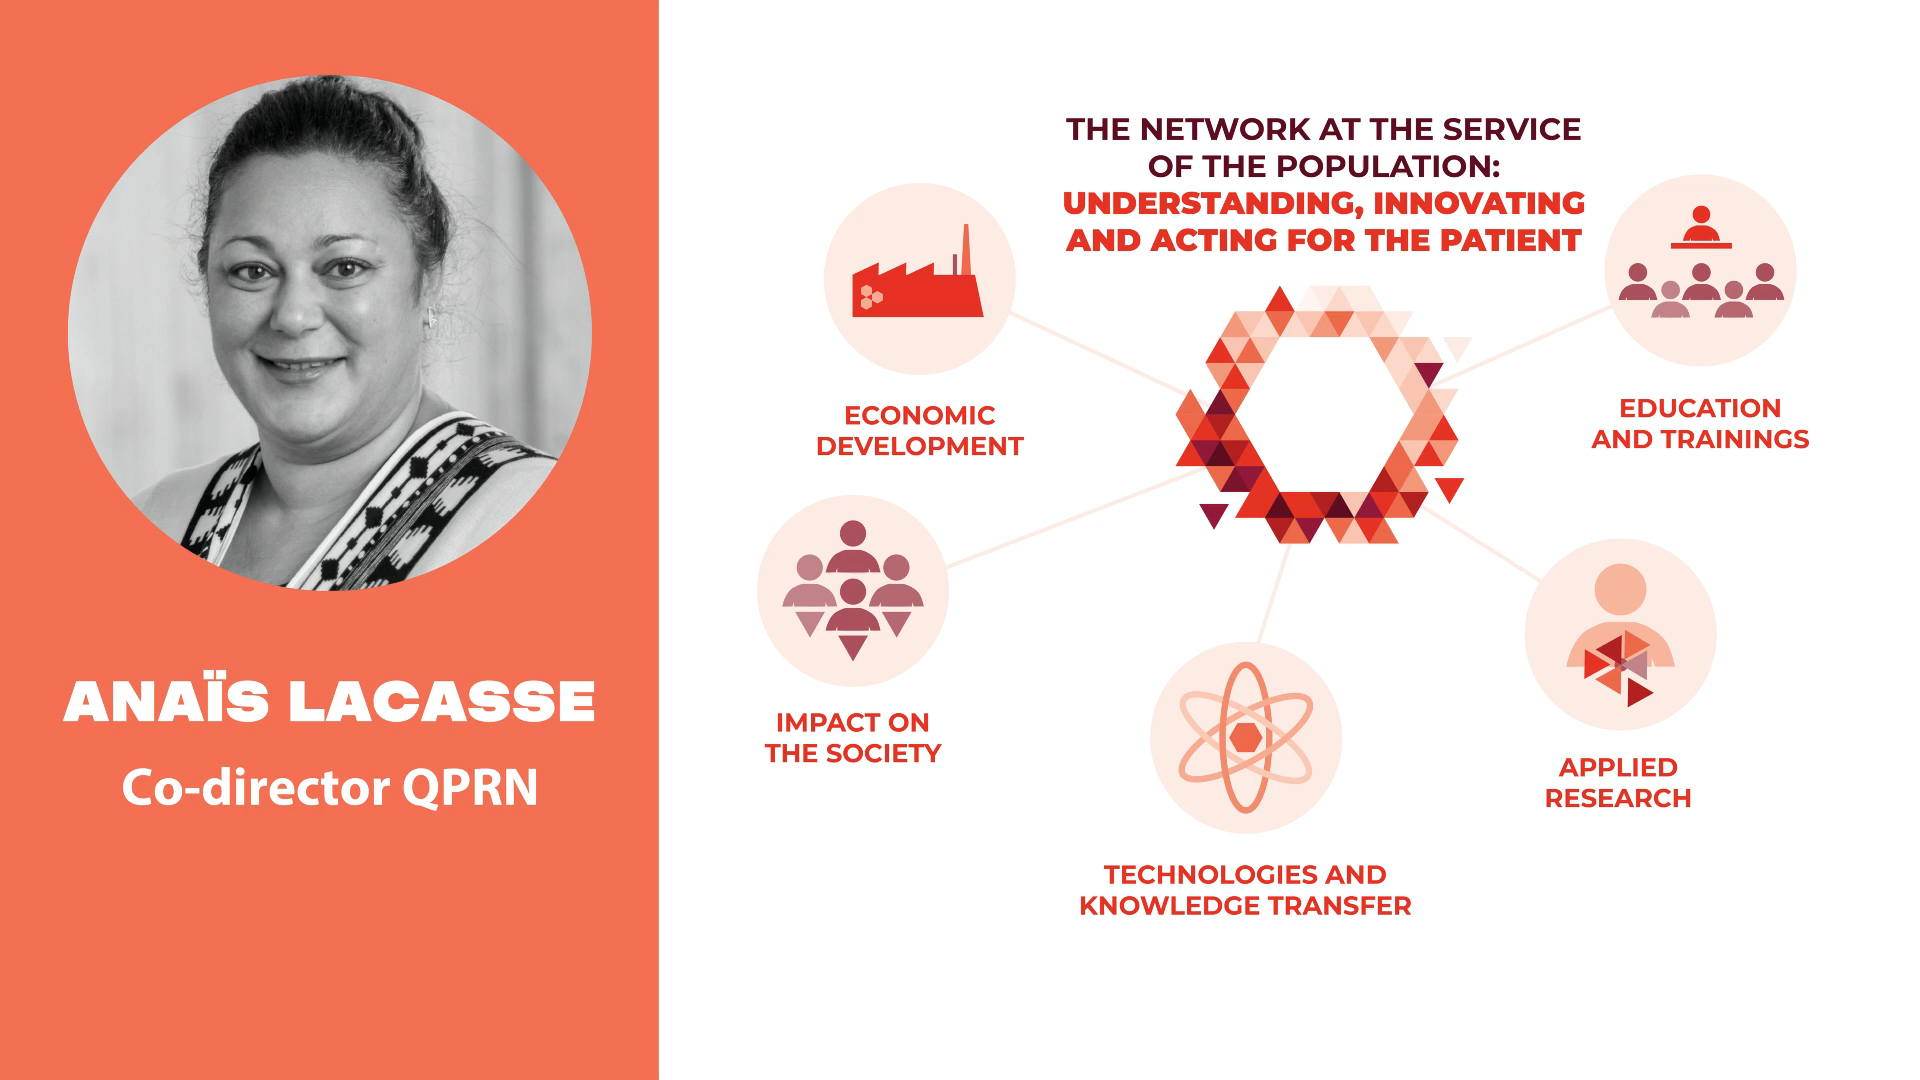 ANAÏS LACASSE
Co-director QPRN
THE NETWORK AT THE SERVICE
OF THE POPULATION:
UNDERSTANDING, INNOVATING
AND ACTING FOR THE PATIENT
ECONOMIC
DEVELOPMENT
EDUCATION
AND TRAININGS
IMPACT ON
THE SOCIETY
APPLIED
RESEARCH
TECHNOLOGIES AND
KNOWLEDGE TRANSFER